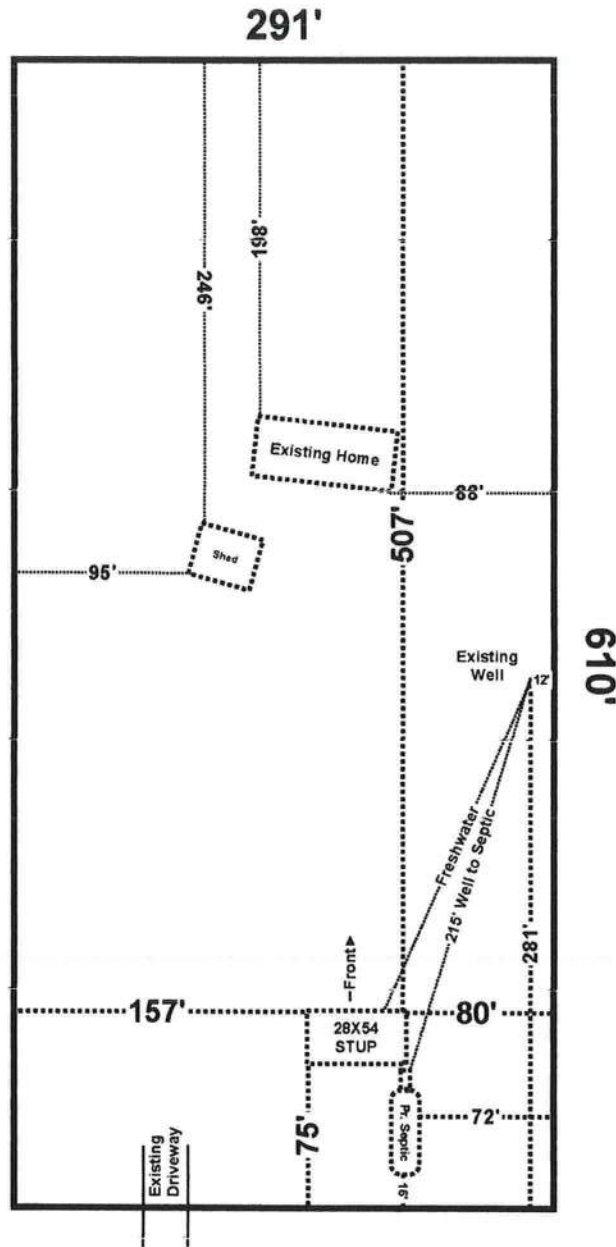 291'
198'
246'
Existing Home
88'
507'
Shed
95'
610'
Existing
Well
12'
Freshwater
215' Well to Septic
281'
Front
157'
80'
28X54
STUP
75'
Pr. Septic
72'
Existing
Driveway
16'